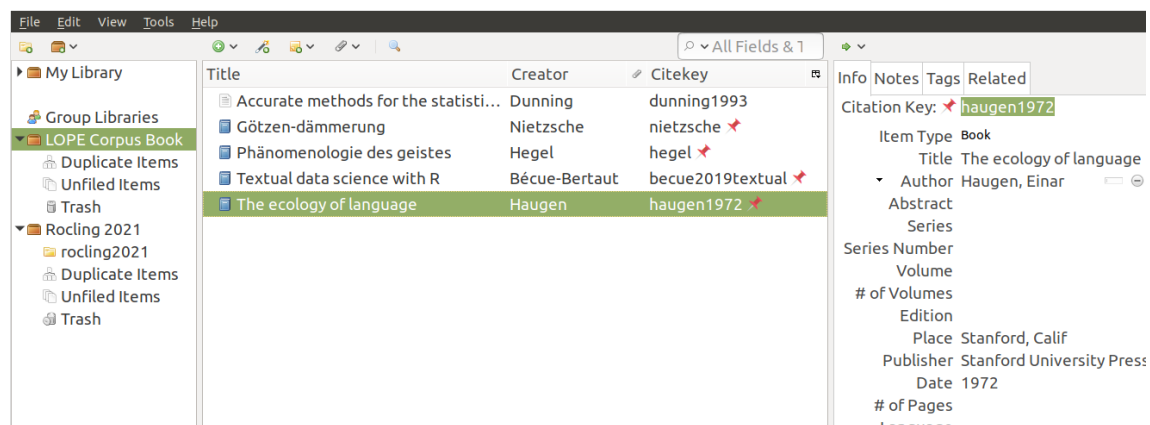 File Edit View Tools Help
All Fields & T
My Library
Group Libraries
LOPE Corpus Book
Duplicate Items
Unfiled Items
Trash
Rocling 2021
rocling2021
Duplicate Items
Unfiled Items
Trash
Title Creator Citekey
Accurate methods for the statisti... Dunning dunning1993
Götzen-dämmerung Nietzsche nietzsche
Phänomenologie des geistes Hegel hegel
Textual data science with R Bécue-Bertaut becue2019textual
The ecology of language Haugen haugen1972
Info Notes Tags Related
Citation Key: haugen1972
Item Type Book
Title The ecology of language
Author Haugen, Einar
Abstract
Series
Series Number
Volume
# of Volumes
Edition
Place Stanford, Calif
Publisher Stanford University Press
Date 1972
# of Pages